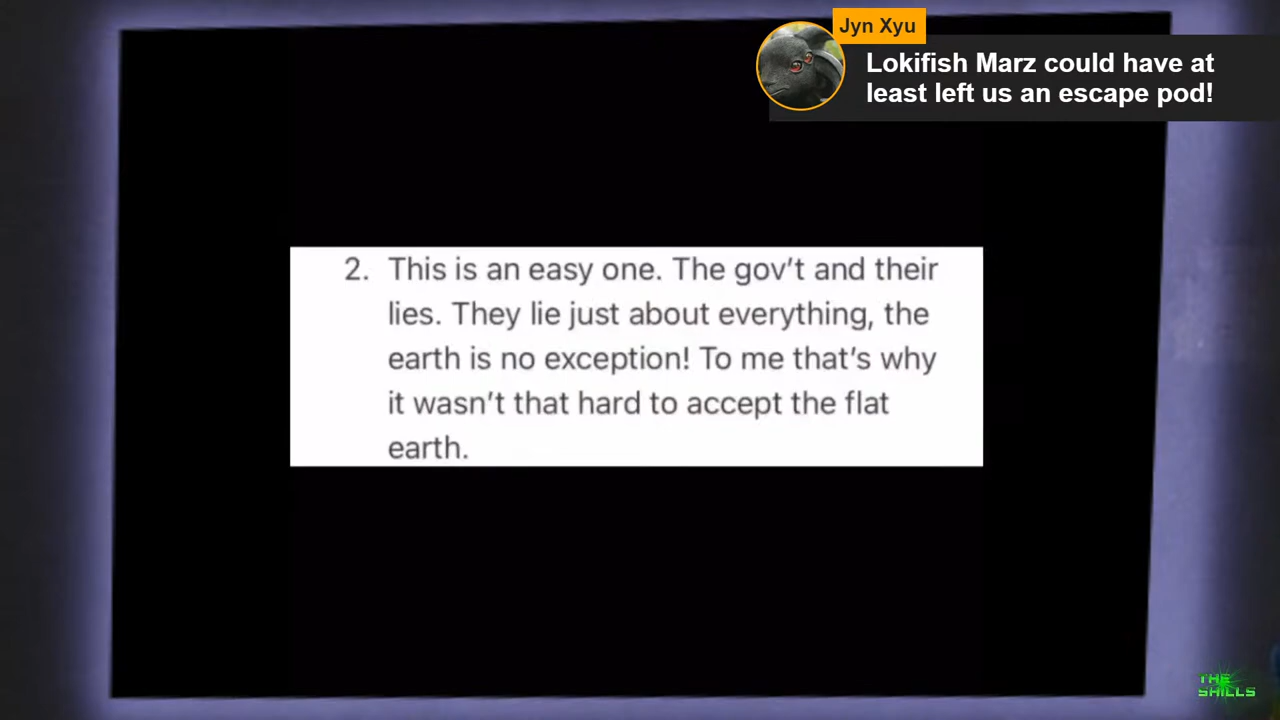 Jyn Xyu
Lokifish Marz could have at
least left us an escape pod!
2. This is an easy one. The gov't and their
lies. They lie just about everything, the
earth is no exception! To me that's why
it wasn't that hard to accept the flat
earth.
THE
SHILLS